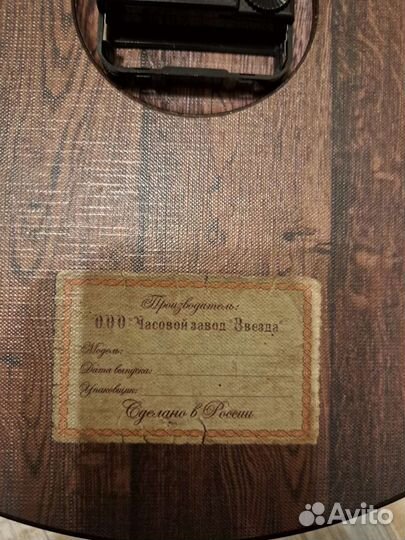 Производитель:
ООО "Часовой завод "Звезда"
Модель:
Дата выпуска:
Упаковщик:
Сделано в России
Avito